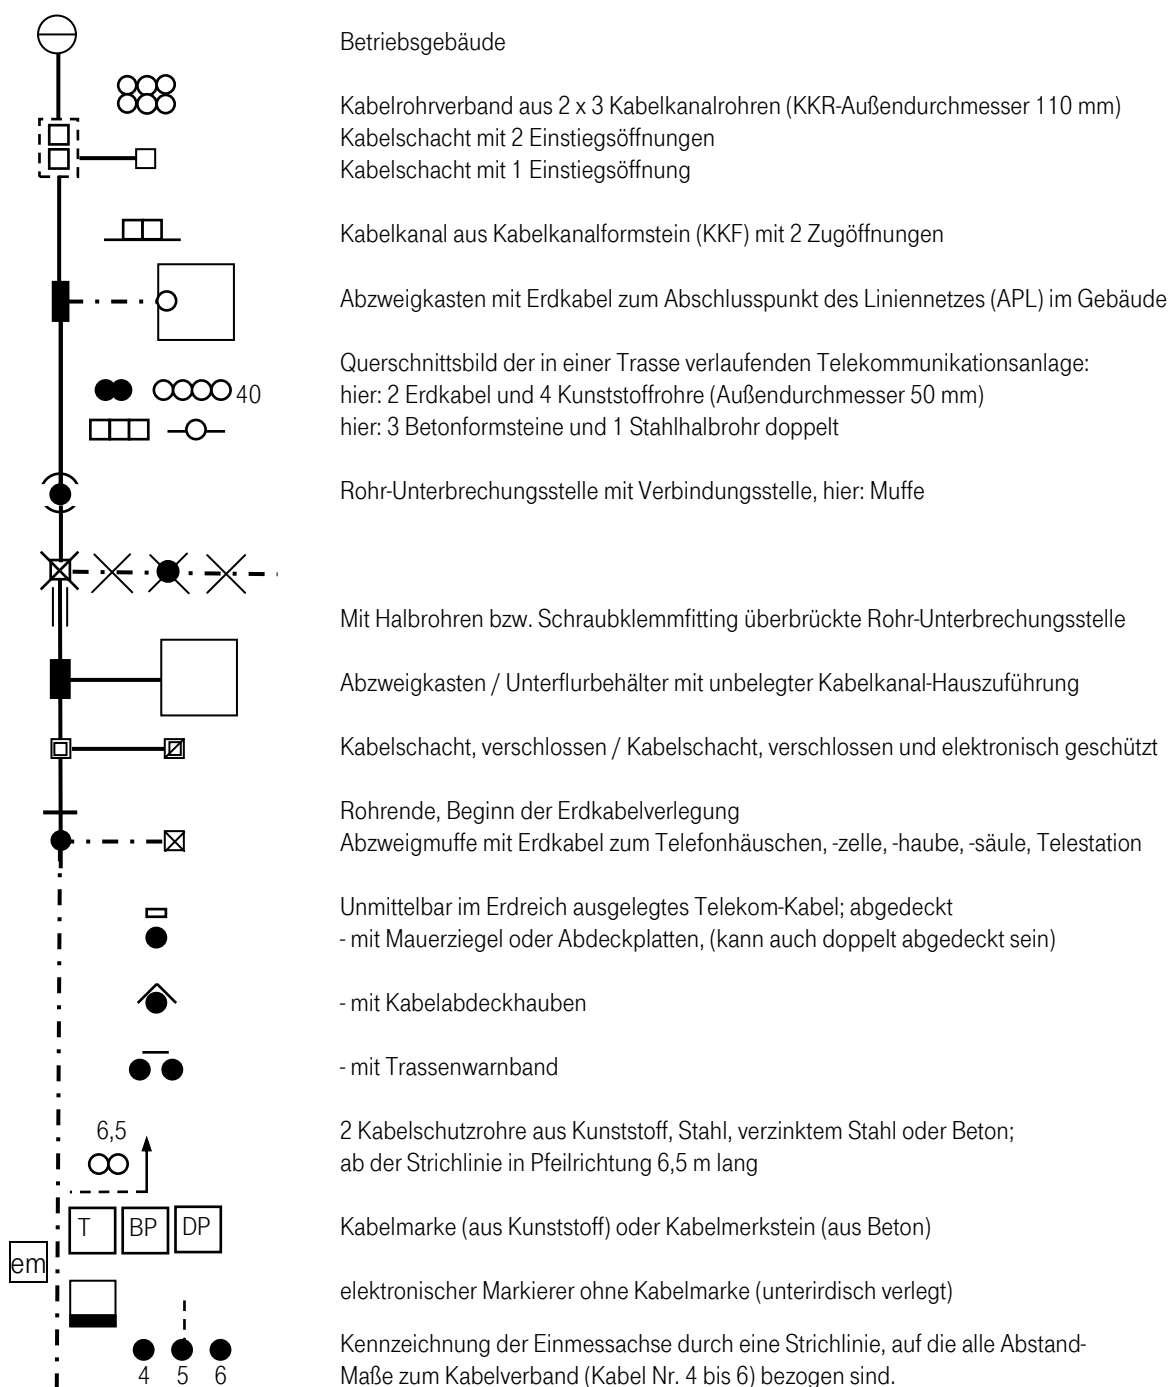 Betriebsgebäude
Kabelrohrverband aus 2 x 3 Kabelkanalrohren (KKR-Außendurchmesser 110 mm)
Kabelschacht mit 2 Einstiegsöffnungen
Kabelschacht mit 1 Einstiegsöffnung
Kabelkanal aus Kabelkanalformstein (KKF) mit 2 Zugöffnungen
Abzweigkasten mit Erdkabel zum Abschlusspunkt des Liniennetzes (APL) im Gebäude
Querschnittsbild der in einer Trasse verlaufenden Telekommunikationsanlage:
40 hier: 2 Erdkabel und 4 Kunststoffrohre (Außendurchmesser 50 mm)
hier: 3 Betonformsteine und 1 Stahlhalbrohr doppelt
Rohr-Unterbrechungsstelle mit Verbindungsstelle, hier: Muffe
Mit Halbrohren bzw. Schraubklemmfitting überbrückte Rohr-Unterbrechungsstelle
Abzweigkasten / Unterflurbehälter mit unbelegter Kabelkanal-Hauszuführung
Kabelschacht, verschlossen / Kabelschacht, verschlossen und elektronisch geschützt
Rohrende, Beginn der Erdkabelverlegung
Abzweigmuffe mit Erdkabel zum Telefonhäuschen, -zelle, -haube, -säule, Telestation
Unmittelbar im Erdreich ausgelegtes Telekom-Kabel; abgedeckt
- mit Mauerziegel oder Abdeckplatten, (kann auch doppelt abgedeckt sein)
- mit Kabelabdeckhauben
- mit Trassenwarnband
6,5 2 Kabelschutzrohre aus Kunststoff, Stahl, verzinktem Stahl oder Beton;
ab der Strichlinie in Pfeilrichtung 6,5 m lang
T BP DP Kabelmarke (aus Kunststoff) oder Kabelmerkstein (aus Beton)
em
elektronischer Markierer ohne Kabelmarke (unterirdisch verlegt)
Kennzeichnung der Einmessachse durch eine Strichlinie, auf die alle Abstand-
4 5 6 Maße zum Kabelverband (Kabel Nr. 4 bis 6) bezogen sind.